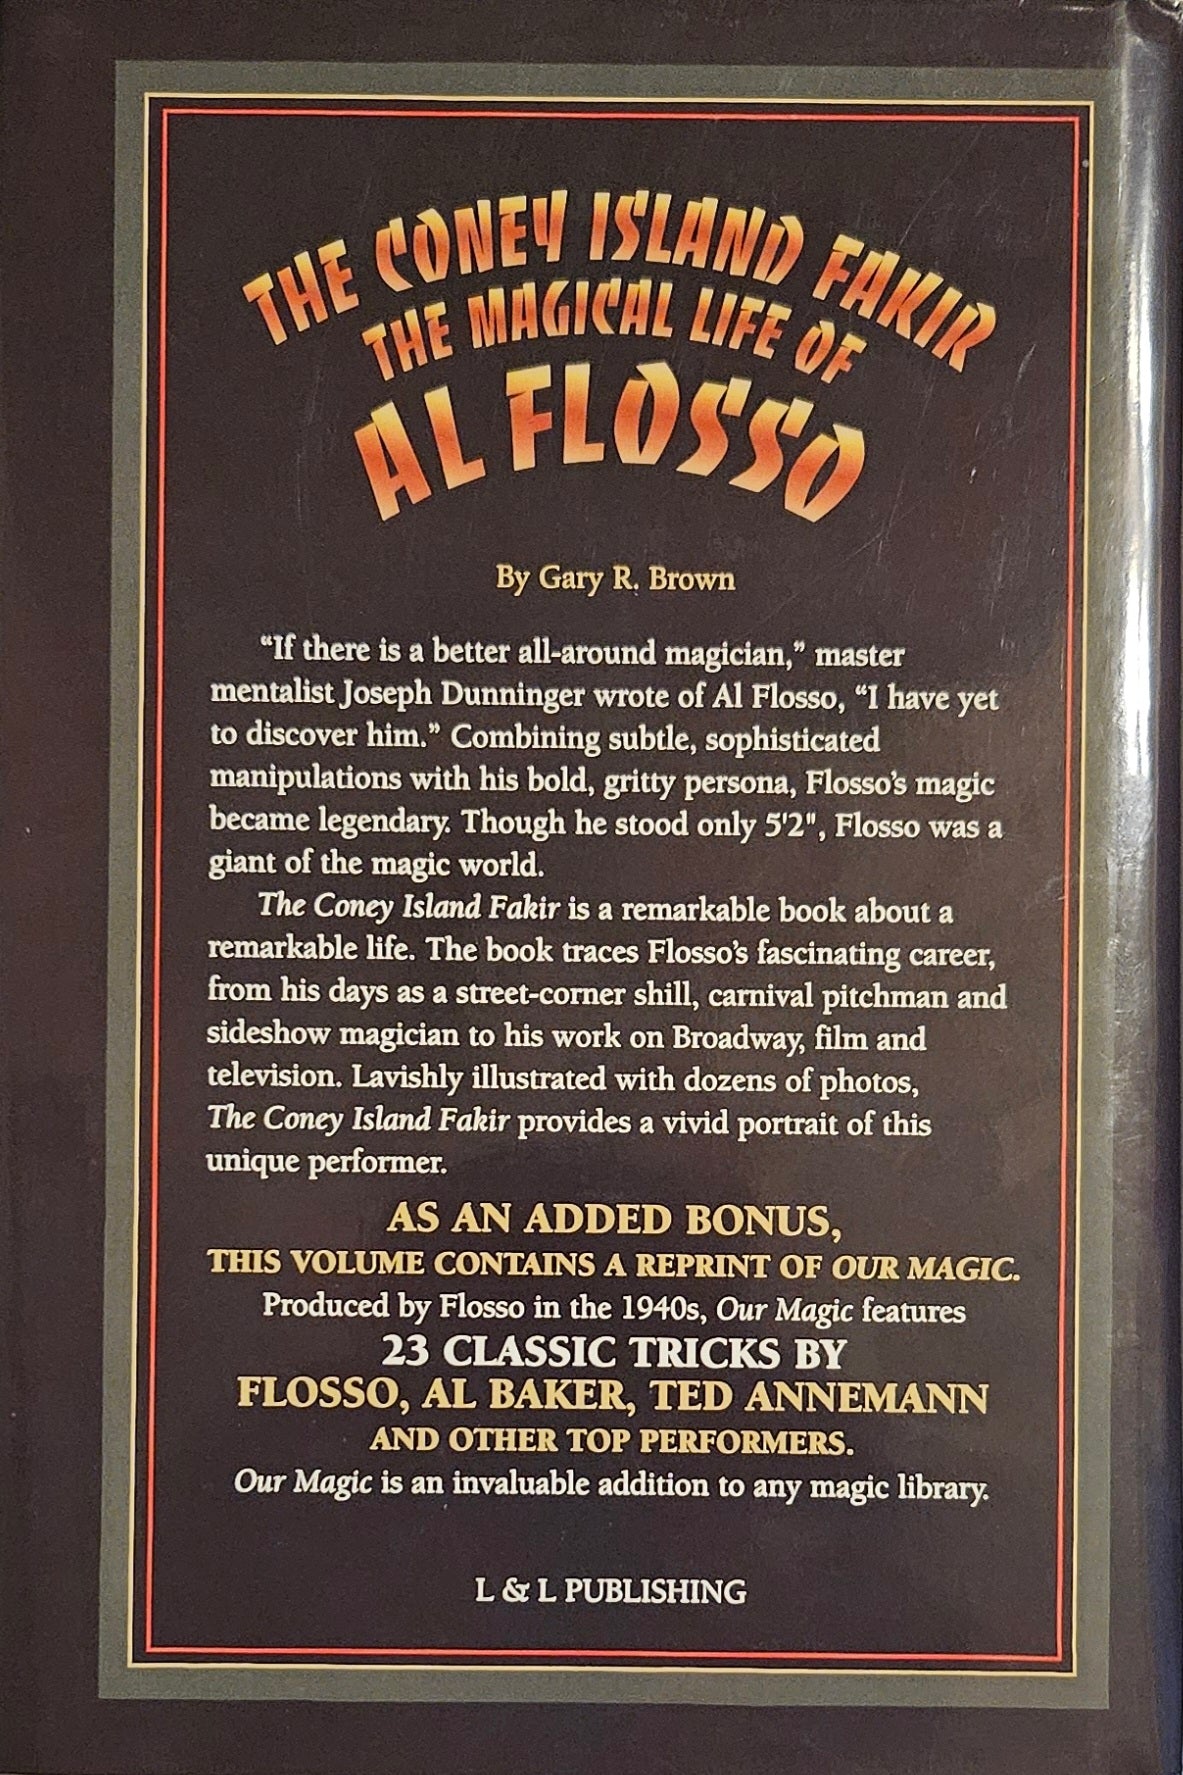 THE CONEY ISLAND FAKIR
THE MAGICAL LIFE OF
AL FLOSSO
By Gary R. Brown
“If there is a better all-around magician,” master
mentalist Joseph Dunninger wrote of Al Flosso, “I have yet
to discover him.” Combining subtle, sophisticated
manipulations with his bold, gritty persona, Flosso’s magic
became legendary. Though he stood only 5'2", Flosso was a
giant of the magic world.
The Coney Island Fakir is a remarkable book about a
remarkable life. The book traces Flosso’s fascinating career,
from his days as a street-corner shill, carnival pitchman and
sideshow magician to his work on Broadway, film and
television. Lavishly illustrated with dozens of photos,
The Coney Island Fakir provides a vivid portrait of this
unique performer.
AS AN ADDED BONUS,
THIS VOLUME CONTAINS A REPRINT OF OUR MAGIC.
Produced by Flosso in the 1940s, Our Magic features
23 CLASSIC TRICKS BY
FLOSSO, AL BAKER, TED ANNEMANN
AND OTHER TOP PERFORMERS.
Our Magic is an invaluable addition to any magic library.
L & L PUBLISHING